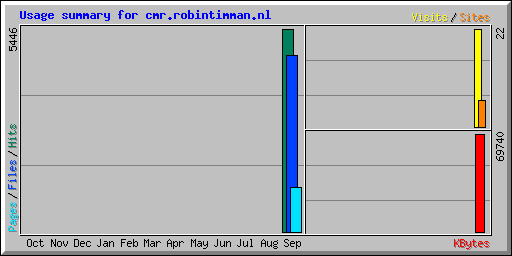 Usage summary for cmr.robintimman.nl
Visits / Sites
5446
22
Pages / Files / Hits
69740
Oct Nov Dec Jan Feb Mar Apr May Jun Jul Aug Sep
KBytes